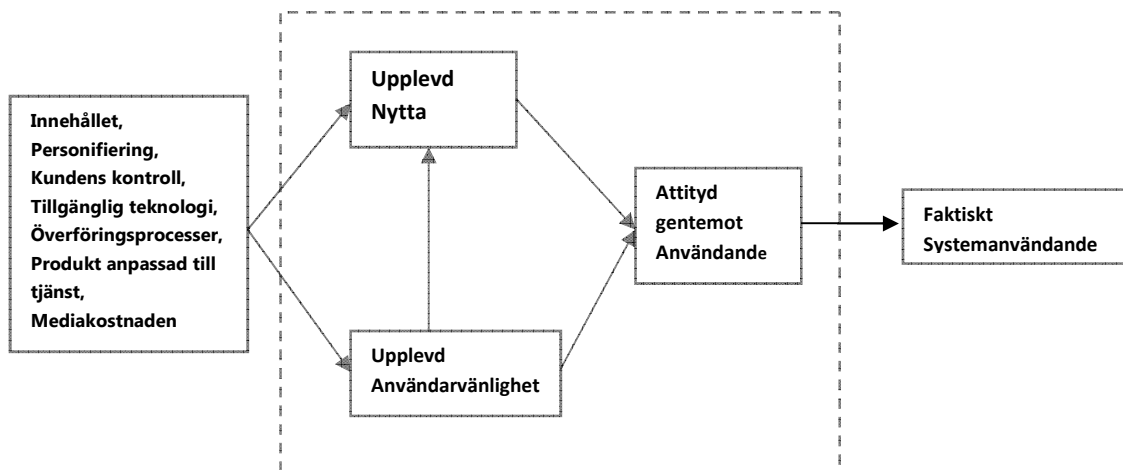 Innehållet,
Personifiering,
Kundens kontroll,
Tillgänglig teknologi,
Överföringsprocesser,
Produkt anpassad till
tjänst,
Mediakostnaden
Upplevd
Nytta
Upplevd
Användarvänlighet
Attityd
gentemot
Användande
Faktiskt
Systemanvändande